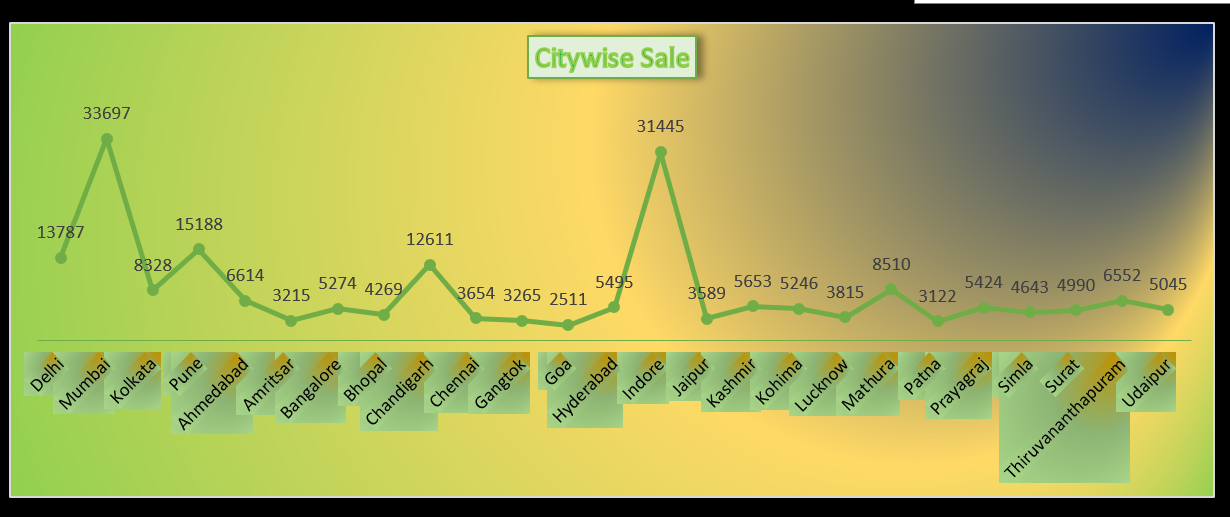 Citywise Sale
33697
31445
15188
13787
12611
8328
6614
3215
5274
4269
3654
3265
2511
5495
3589
5653
5246
3815
8510
3122
5424
4643
4990
6552
5045
Delhi
Mumbai
Kolkata
Pune
Ahmedabad
Amritsar
Bangalore
Bhopal
Chandigarh
Chennai
Gangtok
Goa
Hyderabad
Indore
Jaipur
Kashmir
Kohima
Lucknow
Mathura
Patna
Prayagraj
Simla
Surat
Thiruvananthapuram
Udaipur